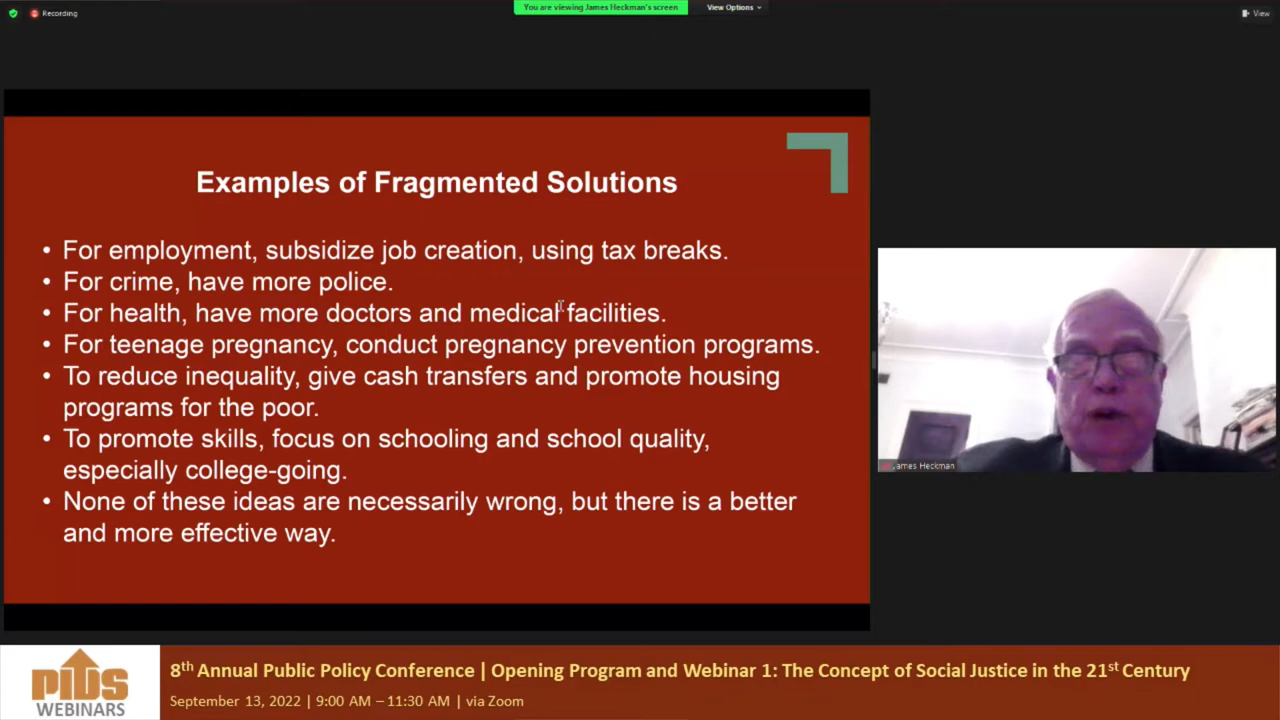 Recording
You are viewing James Heckman's screen
View Options
View
Examples of Fragmented Solutions
• For employment, subsidize job creation, using tax breaks.
• For crime, have more police.
• For health, have more doctors and medical facilities.
• For teenage pregnancy, conduct pregnancy prevention programs.
• To reduce inequality, give cash transfers and promote housing
programs for the poor.
• To promote skills, focus on schooling and school quality,
especially college-going.
• None of these ideas are necessarily wrong, but there is a better
and more effective way.
James Heckman
PIDS
WEBINARS
8th Annual Public Policy Conference | Opening Program and Webinar 1: The Concept of Social Justice in the 21st Century
September 13, 2022 | 9:00 AM – 11:30 AM | via Zoom